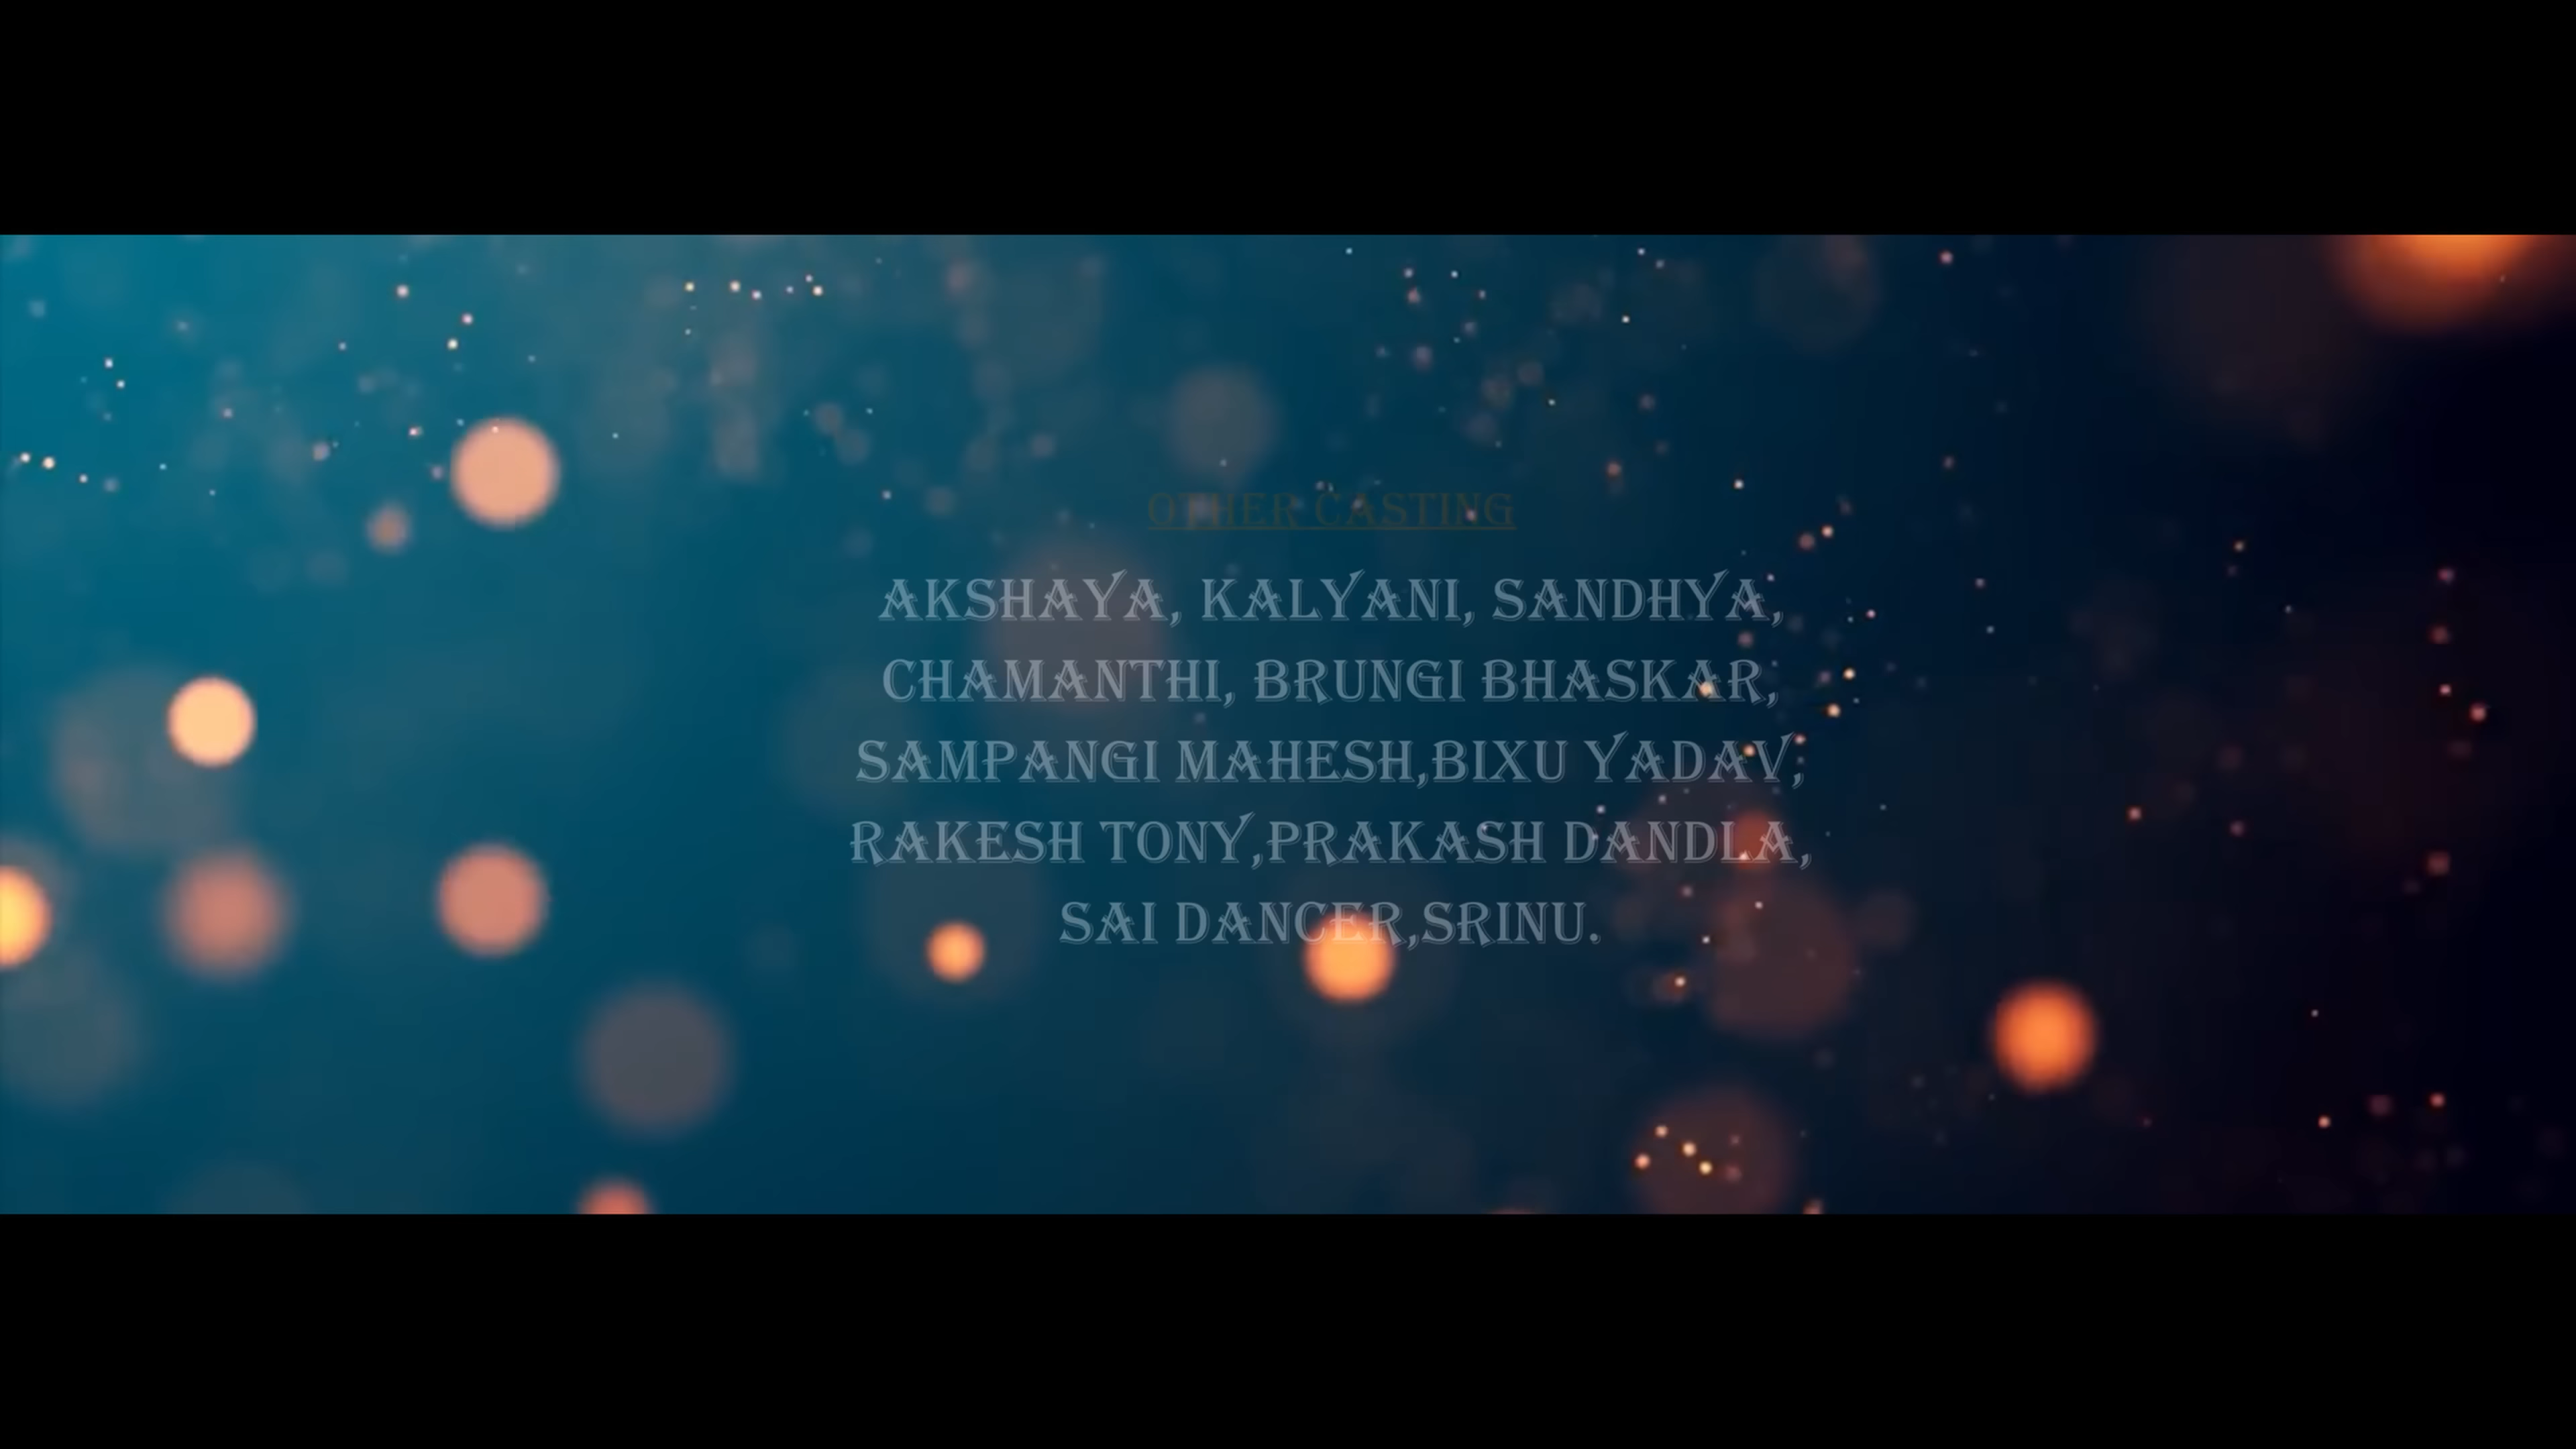 OTHER CASTING
AKSHAYA, KALYANI, SANDHYA,
CHAMANTHI, BRUNGI BHASKAR,
SAMPANGI MAHESH,BIXU YADAV,
RAKESH TONY,PRAKASH DANDLA,
SAI DANCER,SRINU.